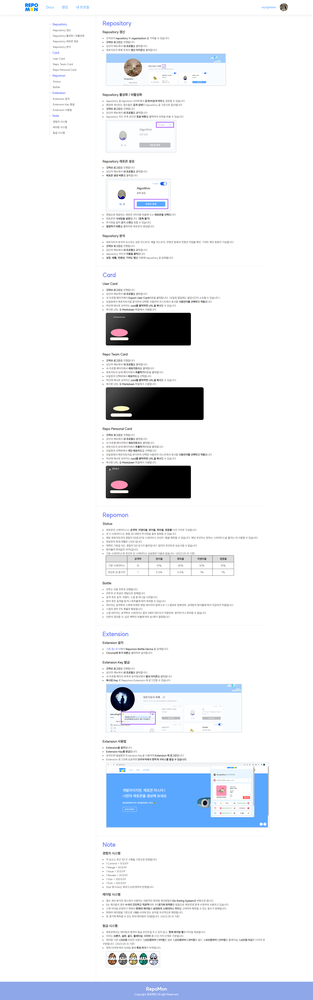 REPO
MON
Docs
랭킹
내 프로필
eunjineee
Repository
Repository 갱신
Repository 활성화 / 비활성화
Repository 레포몬 생성
Repository 분석
Card
User Card
Repo Team Card
Repo Personal Card
Repomon
Status
Battle
Extension
Extension 설치
Extension Key 발급
Extension 사용법
Note
경험치 시스템
레이팅 시스템
등급 시스템
Repository
Repository 갱신
깃허브의 repository 와 organization 을 가져올 수 있습니다.
깃허브 로그인을 진행합니다.
상단의 메뉴에서 내 프로필을 클릭합니다.
레포지토리 목록 우측의 갱신 아이콘을 클릭합니다.
레포지토리 목록
SeungtaeRyu
algorithm_study
green-cote
Repository 활성화 / 비활성화
repository 를 repomon 사이트에서 공개/비공개 여부를 설정할 수 있습니다.
랭킹에 계산되는 점수들은 공개 상태인 repository 를 기준으로 합산됩니다.
깃허브 로그인을 진행합니다.
상단의 메뉴에서 내 프로필을 클릭합니다.
repository 카드 우측 상단의 토글 버튼을 클릭하여 상태를 바꿀 수 있습니다.
Private
Algorithm
설명 없음
알
레포몬 등록
Repository 레포몬 생성
깃허브 로그인을 진행합니다.
상단의 메뉴에서 내 프로필을 클릭합니다.
레포몬 생성 버튼을 클릭합니다.
Public
Algorithm
설명 없음
알
레포몬 등록
랜덤으로 제공되는 레포몬 3마리중 마음에 드는 레포몬을 선택합니다.
레포몬의 닉네임을 설정합니다. (중복 불가)
주사위를 굴려 초기 스탯을 정할 수 있습니다.
결정하기 버튼을 클릭하면 레포몬이 생성됩니다.
Repository 분석
레포지토리 분석의 요소로는 성장 히스토리, 배틀 히스토리, 컨벤션 등록과 컨벤션 지킴율 확인, 기여도 확인 등등이 가능합니다.
깃허브 로그인을 진행합니다.
상단의 메뉴에서 내 프로필을 클릭합니다.
repository 카드의 이름을 클릭합니다.
성장, 배틀, 컨벤션, 기여도 탭을 이용해 repository 를 살펴봅니다.
Card
User Card
깃허브 로그인을 진행합니다.
상단의 메뉴에서 내 프로필을 클릭합니다.
내 프로필 페이지에서 Export User Card버튼을 클릭합니다. (모달창 팝업에는 일정시간이 소요될 수 있습니다.)
모달창에서 레포지토리를 분석하여 선택된 사용언어 리스트에서 표시할 사용언어를 선택하고 적용합니다.
하단에 예시로 보여지는 card를 클릭하면 URL을 복사할 수 있습니다.
복사된 URL 을 Markdown 파일에서 사용합니다.
My Representive Repo
Repo Team Card
깃허브 로그인을 진행합니다.
상단의 메뉴에서 내 프로필을 클릭합니다.
내 프로필 페이지에서 레포지토리를 클릭합니다.
레포지토리 상세 페이지에서 추출하기버튼을 클릭합니다.
모달창의 선택바에서 레포카드를 선택합니다.
하단에 예시로 보여지는 card를 클릭하면 URL을 복사할 수 있습니다.
복사된 URL 을 Markdown 파일에서 사용합니다.
Repo Personal Card
깃허브 로그인을 진행합니다.
상단의 메뉴에서 내 프로필을 클릭합니다.
내 프로필 페이지에서 레포지토리를 클릭합니다.
레포지토리 상세 페이지에서 추출하기버튼을 클릭합니다.
모달창의 선택바에서 개인 레포카드를 선택합니다.
모달창에서 레포지토리를 분석하여 선택된 사용언어 리스트에서 표시할 사용언어를 선택하고 적용합니다.
하단에 예시로 보여지는 card를 클릭하면 URL을 복사할 수 있습니다.
복사된 URL 을 Markdown 파일에서 사용합니다.
Repomon
Status
레포몬의 스테이터스는 공격력, 치명타율, 방어율, 회피율, 명중률 다섯 가지로 구성됩니다.
초기 스테이터스는 총합 30 내에서 주사위를 굴려 설정할 수 있습니다.
해당 레포지토리의 경험치 100EXP당 스테이터스 포인트 1점을 획득할 수 있습니다. 해당 포인트는 원하는 스테이터스를 올리는 데 사용할 수 있습니다.
레포몬의 최대 레벨은 1,000 입니다.
체력은 기본값 100, 경험치 100 당 5가 올라갑니다. 임의의 포인트로 상승시킬 수 없습니다.
방어율의 최대값은 90%입니다.
기본 스테이터스와 포인트 당 스테이터스 상승량은 다음과 같습니다. (2023.05.10 기준)
공격력 방어율 회피율 치명타율 명중율
기본 스테이터스 10 10% 20% 10% 10%
포인트 당 증가치 1 0.5% 0.5% 1% 1%
Battle
전투는 자동 전투로 진행됩니다.
전투의 선 후공은 랜덤으로 정해집니다.
공격 측은 공격, 치명타, 스킬 중 하나를 시전합니다.
방어 측은 공격을 맞거나 회피율에 따라 회피할 수 있습니다.
데미지는 공격력과 스탯에 비례한 랜덤 데미지의 합에 0.8~1.2 범위로 정해지며, 상대방의 방어율에 따라 차감되어 적용됩니다.
스킬의 경우 5% 확률로 발동됩니다.
스킬 데미지는 공격력과 스테이터스 합의 2배의 데미지가 적용되며, 방어하거나 회피할 수 없습니다.
10턴이 경과할 시, 남은 체력의 비율에 따라 승/패가 결정됩니다.
Extension
Extension 설치
크롬 웹스토어에서 Repomon Battle Device 을 검색합니다.
Chrome에 추가 버튼을 클릭하여 설치합니다.
Extension Key 발급
깃허브 로그인을 진행합니다.
상단의 메뉴에서 내 프로필을 클릭합니다.
내 프로필 페이지 좌측의 유저정보에서 열쇠 아이콘을 클릭합니다.
복사된 Key 로 Repomon Extension 에 로그인할 수 있습니다.
레포지토리 목록
react-netflix-clone
algorithm
funteer
Extension 사용법
Extension을 설치합니다.
Extension Key를 받급합니다.
유저ID와 발급받은 Extension Key를 사용하여 Extension 에 로그인합니다.
Extension 로그인에 성공하면 브라우저에서 편하게 서비스를 즐길 수 있습니다.
REPO
MON
Docs
랭킹
내 프로필
개발자이지만, 레포몬 마스터 !
나만의 레포몬을 생성해 보세요
레포몬 등록하기
REPOMON
Note
경험치 시스템
각 요소는 최근 1년 간 기록을 기준으로 반영됩니다.
1 Commit = 10 EXP
1 Merge = 50 EXP
1 Issue = 20 EXP
1 Review = 20 EXP
1 Star = 200 EXP
1 Fork = 200 EXP
Star 및 Fork는 최대 5,000개까지 반영됩니다.
레이팅 시스템
점수 계산 방식은 체스에서 사용하는 대표적인 레이팅 계산방법인 Elo Rating System을 바탕으로 합니다.
Elo 계산법의 경우 수식이 간단하고 직관적이며, 1:1 경기에 최적화된 방법으로 레포몬에 맞게 수정하여 사용하고 있습니다.
스탯 차이를 반영하기 위해서 현재의 레이팅과 상대와의 스테이터스 차이를 고려하여 획득할 수 있는 점수가 정해집니다.
현재의 레이팅을 기준으로 ±100 사이에 있는 유저를 우선적으로 매칭합니다.
한 경기에 획득할 수 있는 최대 레이팅은 50점입니다. (2023.05.10 기준)
등급 시스템
레포몬에서는 레이팅과 별개의 등급 포인트를 두고 있지 않고, 현재 레이팅 별로 티어를 제공합니다.
티어는 브론즈, 실버, 골드, 플래티넘, 다이아 총 다섯 가지 단계로 구분됩니다.
레이팅 기준 1,000점 미만은 브론즈, 1,000점부터 1,199점은 실버, 1,200점부터 1,399점은 골드, 1,400점부터 1,599점은 플래티넘, 1,600점 이상은 다이아 로
구분됩니다. (2023.05.10 기준)
현재 티어에 따라 닉네임 옆에 특정 마크가 부착됩니다.
RepoMon
Copyright ©로켓단 All right Reserved.